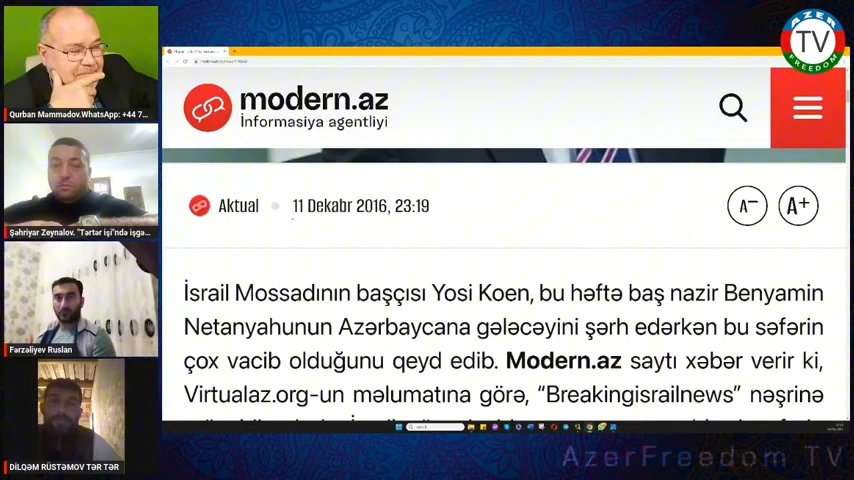 AZER
TV
FREEDOM
modern.az
İnformasiya agentliyi
Aktual
11 Dekabr 2016, 23:19
A−
A+
İsrail Mossadının başçısı Yosi Koen, bu həftə baş nazir Benyamin
Netanyahunun Azərbaycana gələcəyini şərh edərkən bu səfərin
çox vacib olduğunu qeyd edib. Modern.az saytı xəbər verir ki,
Virtualaz.org-un məlumatına görə, “Breakingisrailnews” nəşrinə
Qurban Məmmədov.WhatsApp: +44 7...
Şəhriyar Zeynalov. "Tərtər işi"ndə işgə...
Fərzəliyev Ruslan
DİLQƏM RÜSTƏMOV TƏR TƏR
AzerFreedom TV